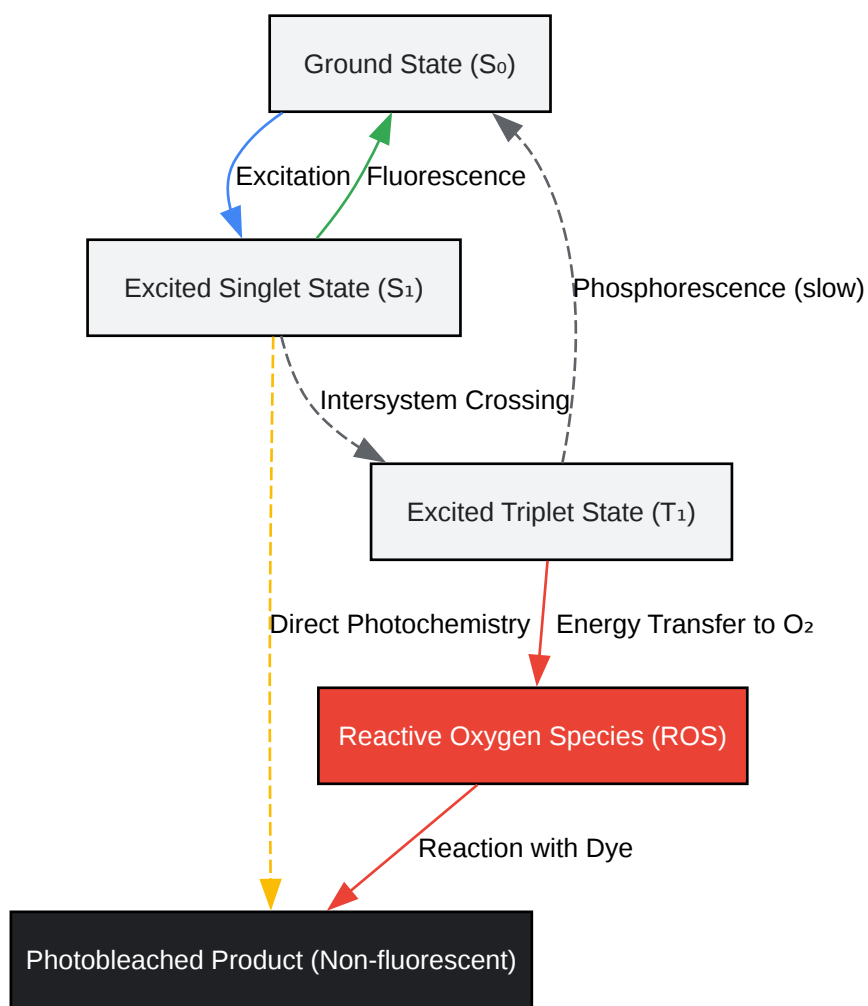 Ground State (S₀)
Excitation
Fluorescence
Excited Singlet State (S₁)
Phosphorescence (slow)
Intersystem Crossing
Excited Triplet State (T₁)
Direct Photochemistry
Energy Transfer to O₂
Reactive Oxygen Species (ROS)
Reaction with Dye
Photobleached Product (Non-fluorescent)